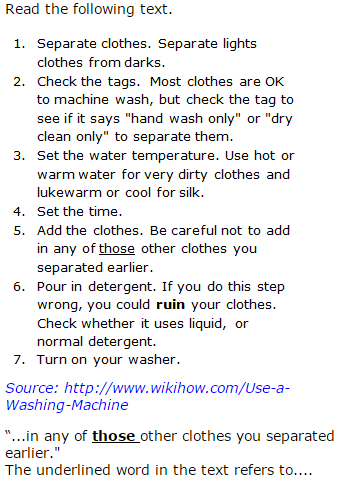 Read the following text.
1. Separate clothes. Separate lights
clothes from darks.
2. Check the tags. Most clothes are OK
to machine wash, but check the tag to
see if it says "hand wash only" or "dry
clean only" to separate them.
3. Set the water temperature. Use hot or
warm water for very dirty clothes and
lukewarm or cool for silk.
4. Set the time.
5. Add the clothes. Be careful not to add
in any of those other clothes you
separated earlier.
6. Pour in detergent. If you do this step
wrong, you could ruin your clothes.
Check whether it uses liquid, or
normal detergent.
7. Turn on your washer.
Source: http://www.wikihow.com/Use-a-
Washing-Machine
“...in any of those other clothes you separated
earlier."
The underlined word in the text refers to....